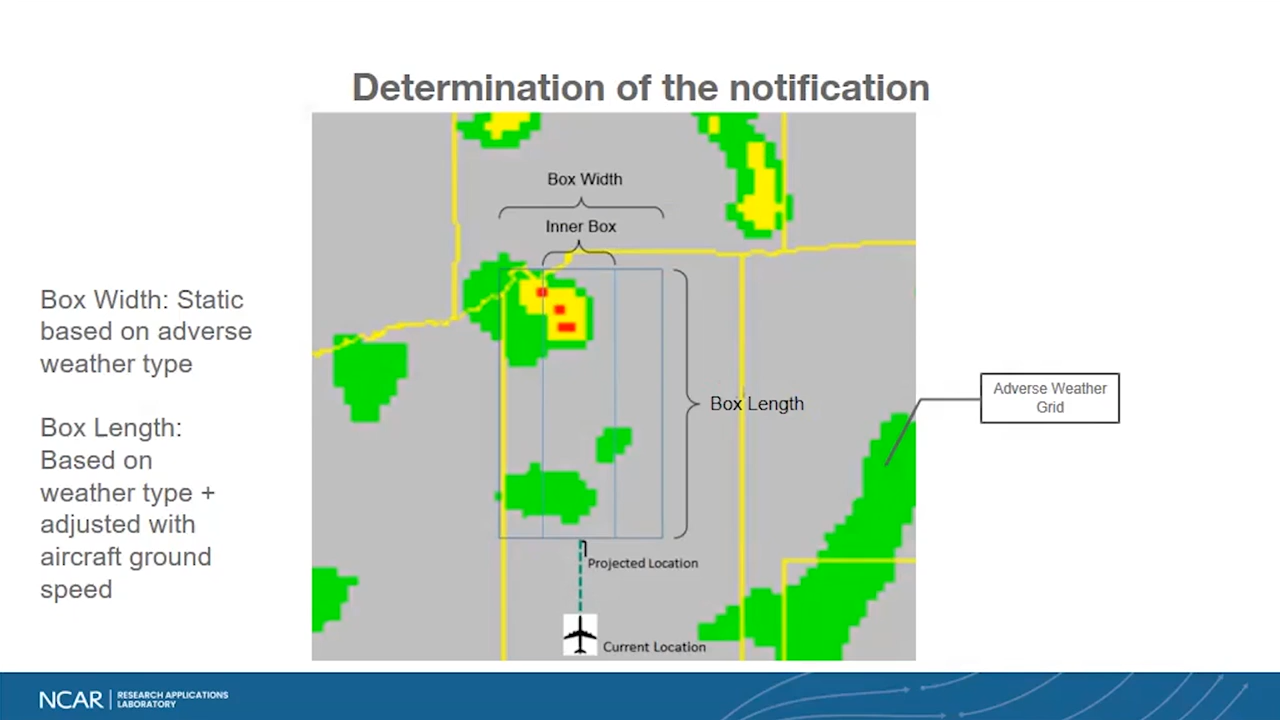 Determination of the notification
Box Width
Inner Box
Box Width: Static
based on adverse
weather type
Box Length:
Based on
weather type +
adjusted with
aircraft ground
speed
Box Length
Adverse Weather
Grid
Projected Location
Current Location
NCAR
RESEARCH APPLICATIONS
LABORATORY